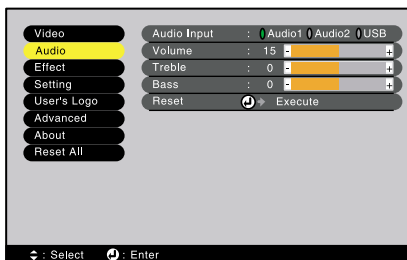 Video
Audio
Effect
Setting
User's Logo
Advanced
About
Reset All
Audio Input : Audio1 Audio2 USB
Volume : 15 - +
Treble : 0 - +
Bass : 0 - +
Reset Execute
: Select : Enter